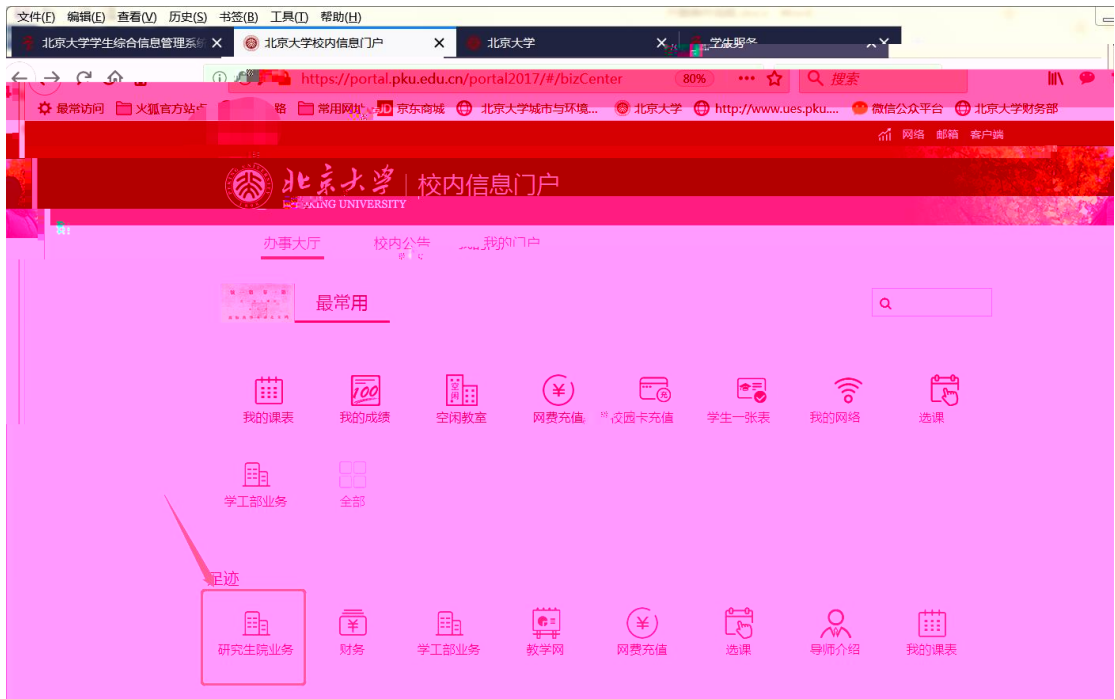 文件(F) 编辑(E) 查看(V) 历史(S) 书签(B) 工具(T) 帮助(H)
北京大学学生综合信息管理系统 北京大学校内信息门户 北京大学
https://portal.pku.edu.cn/portal2017/#/bizCenter 80% 搜索
最常访问 火狐官方站点 常用网址 JD 京东商城 北京大学城市与环境... 北京大学 http://www.ues.pku.... 微信公众平台 北京大学财务部
网络 邮箱 客户端
北京大学 校内信息门户
PEKING UNIVERSITY
办事大厅 校内公告 我的门户
最常用
我的课表 我的成绩 空闲教室 网费充值 校园卡充值 学生一张表 我的网络 选课
学工部业务 全部
足迹
研究生院业务 财务 学工部业务 教学网 网费充值 选课 导师介绍 我的课表